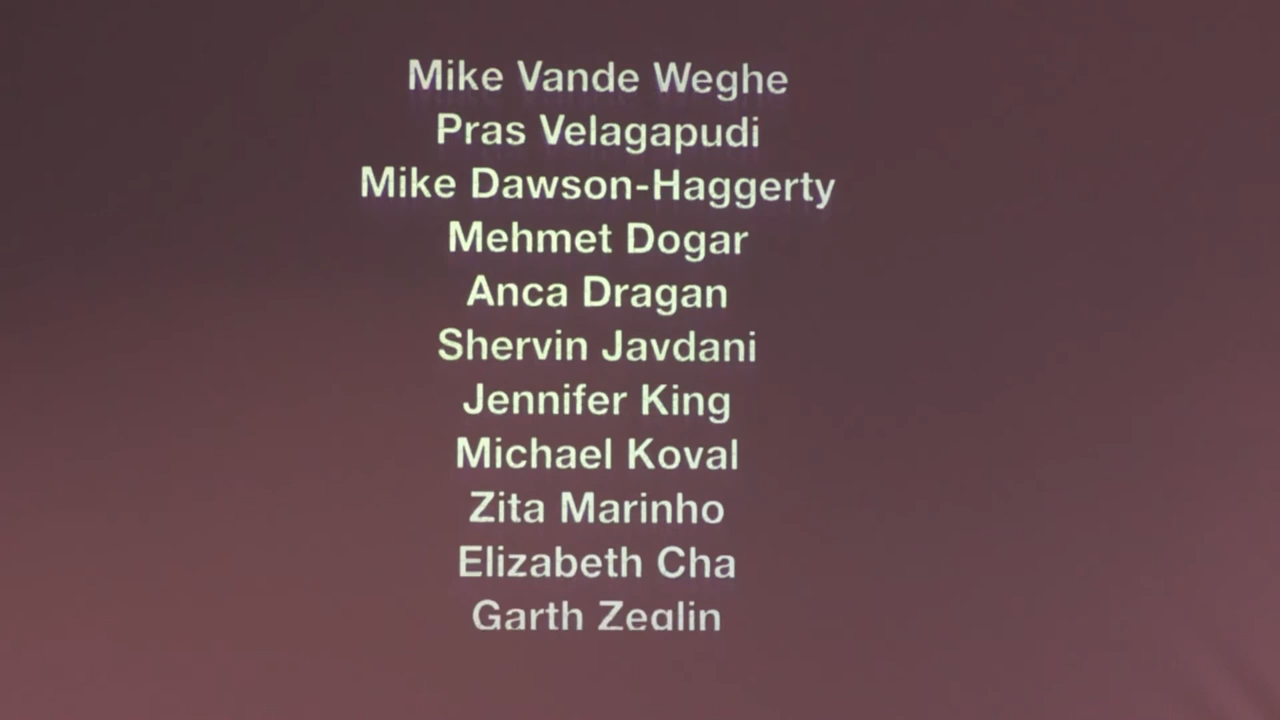 Mike Vande Weghe
Pras Velagapudi
Mike Dawson-Haggerty
Mehmet Dogar
Anca Dragan
Shervin Javdani
Jennifer King
Michael Koval
Zita Marinho
Elizabeth Cha
Garth Zeglin